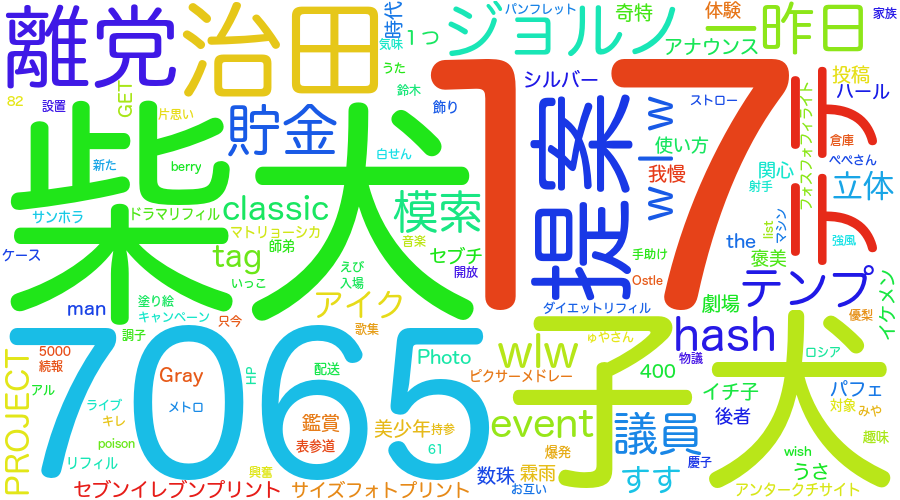 離党
治田
時代
気味
1つ
うた
鈴木
飾り
ジョルノ
パンフレット
奇特
アナウンス
体験
一昨日
家族
82
設置
GET
片思い
貯金
シルバー
ストロー
使い方
我慢
投稿
ハール
倉庫
ぺぺさん
フォスフォフィライト
トト
柴犬
新た
berry
白せん
17
提案
wlw
関心
射手
立体
サンホラ
ドラマリフィル
classic
模索
マトリョーシカ
師弟
音楽
tag
いっこ
セブチ
開放
えび
入場
手助け
Ostle
the
list
マシン
強風
褒美
ケース
man
塗り絵
キャンペーン
只今
調子
アイク
歌集
ダイエットリフィル
劇場
テンプ
優梨
イケメン
7065
子犬
hash
物議
ゅやさん
ロシア
wlw
5000
続報
アル
Gray
HP
配送
Photo
ピクサーメドレー
400
イチ子
パフェ
後者
対象
みや
PROJECT
ライブ
キレ
メトロ
鑑賞
表参道
美少年
持参
61
event
議員
poison
リフィル
興奮
爆発
慶子
wish
趣味
セブンイレブンプリント
サイズフォトプリント
数珠
お互い
霖雨
すす
うさ
アンタークチサイト